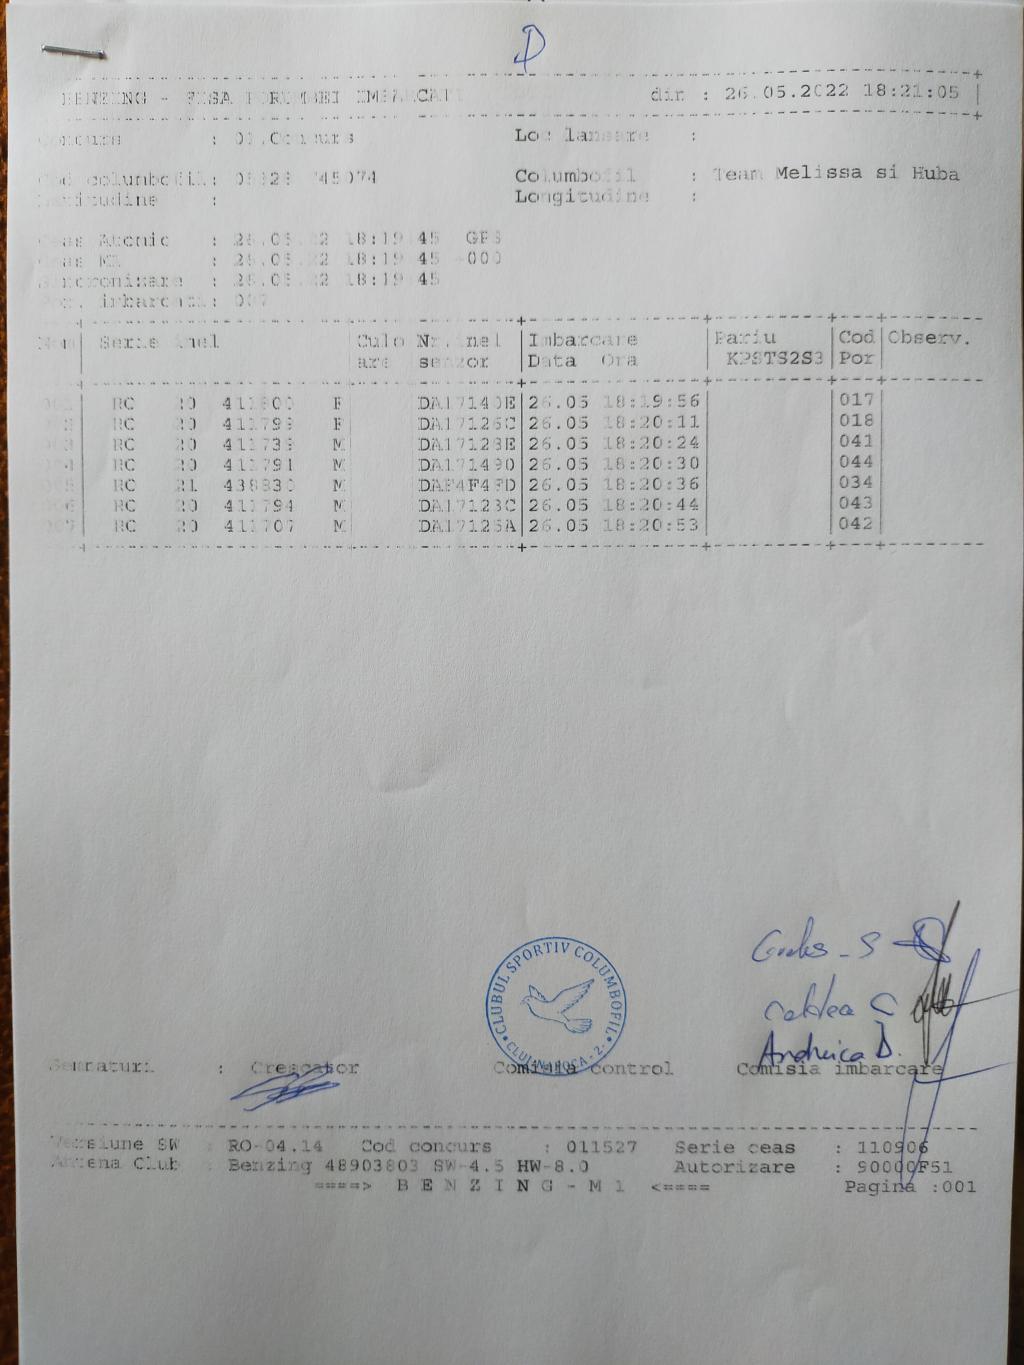 D
BENZING - FISA PORUMBEI IMBARCATI din : 26.05.2022 18:21:05
Concurs : 01.Concurs Loc lansare :
Cod columbofil: Columbofil : Team Melissa si Huba
Latitudine : Longitudine :
Ceas Atomic : 26.05.22 18:19 45 GPS
Ceas M1 : 26.05.22 18:19 45 -000
Sincronizare : 26.05.22 18:19 45
Por. imbarcati: 007
Num Serie inel Culo Nr. inel Imbarcare Pariu Cod Observ.
are senzor Data Ora KPSTS2S3 Por
001 RC 20 411800 F DA17140E 26.05 18:19:56 017
002 RC 20 411799 F DA17126C 26.05 18:20:11 018
003 RC 20 411739 M DA17123E 26.05 18:20:24 041
004 RC 20 411791 M DA171490 26.05 18:20:30 044
005 RC 21 438830 M DAF4F4FD 26.05 18:20:36 034
006 RC 20 411794 M DA17123C 26.05 18:20:44 043
007 RC 20 411707 M DA17125A 26.05 18:20:53 042
CLUBUL SPORTIV COLUMBOFIL
CLUJ-NAPOCA - 2
Caldea C
Andreica D.
Semnaturi : Crescator Comisia control Comisia imbarcare
Versiune SW : RO-04.14 Cod concurs : 011527 Serie ceas : 110906
Antena Club : Benzing 48903803 SW-4.5 HW-8.0 Autorizare : 90000F51
====> B E N Z I N G - M 1 <==== Pagina :001